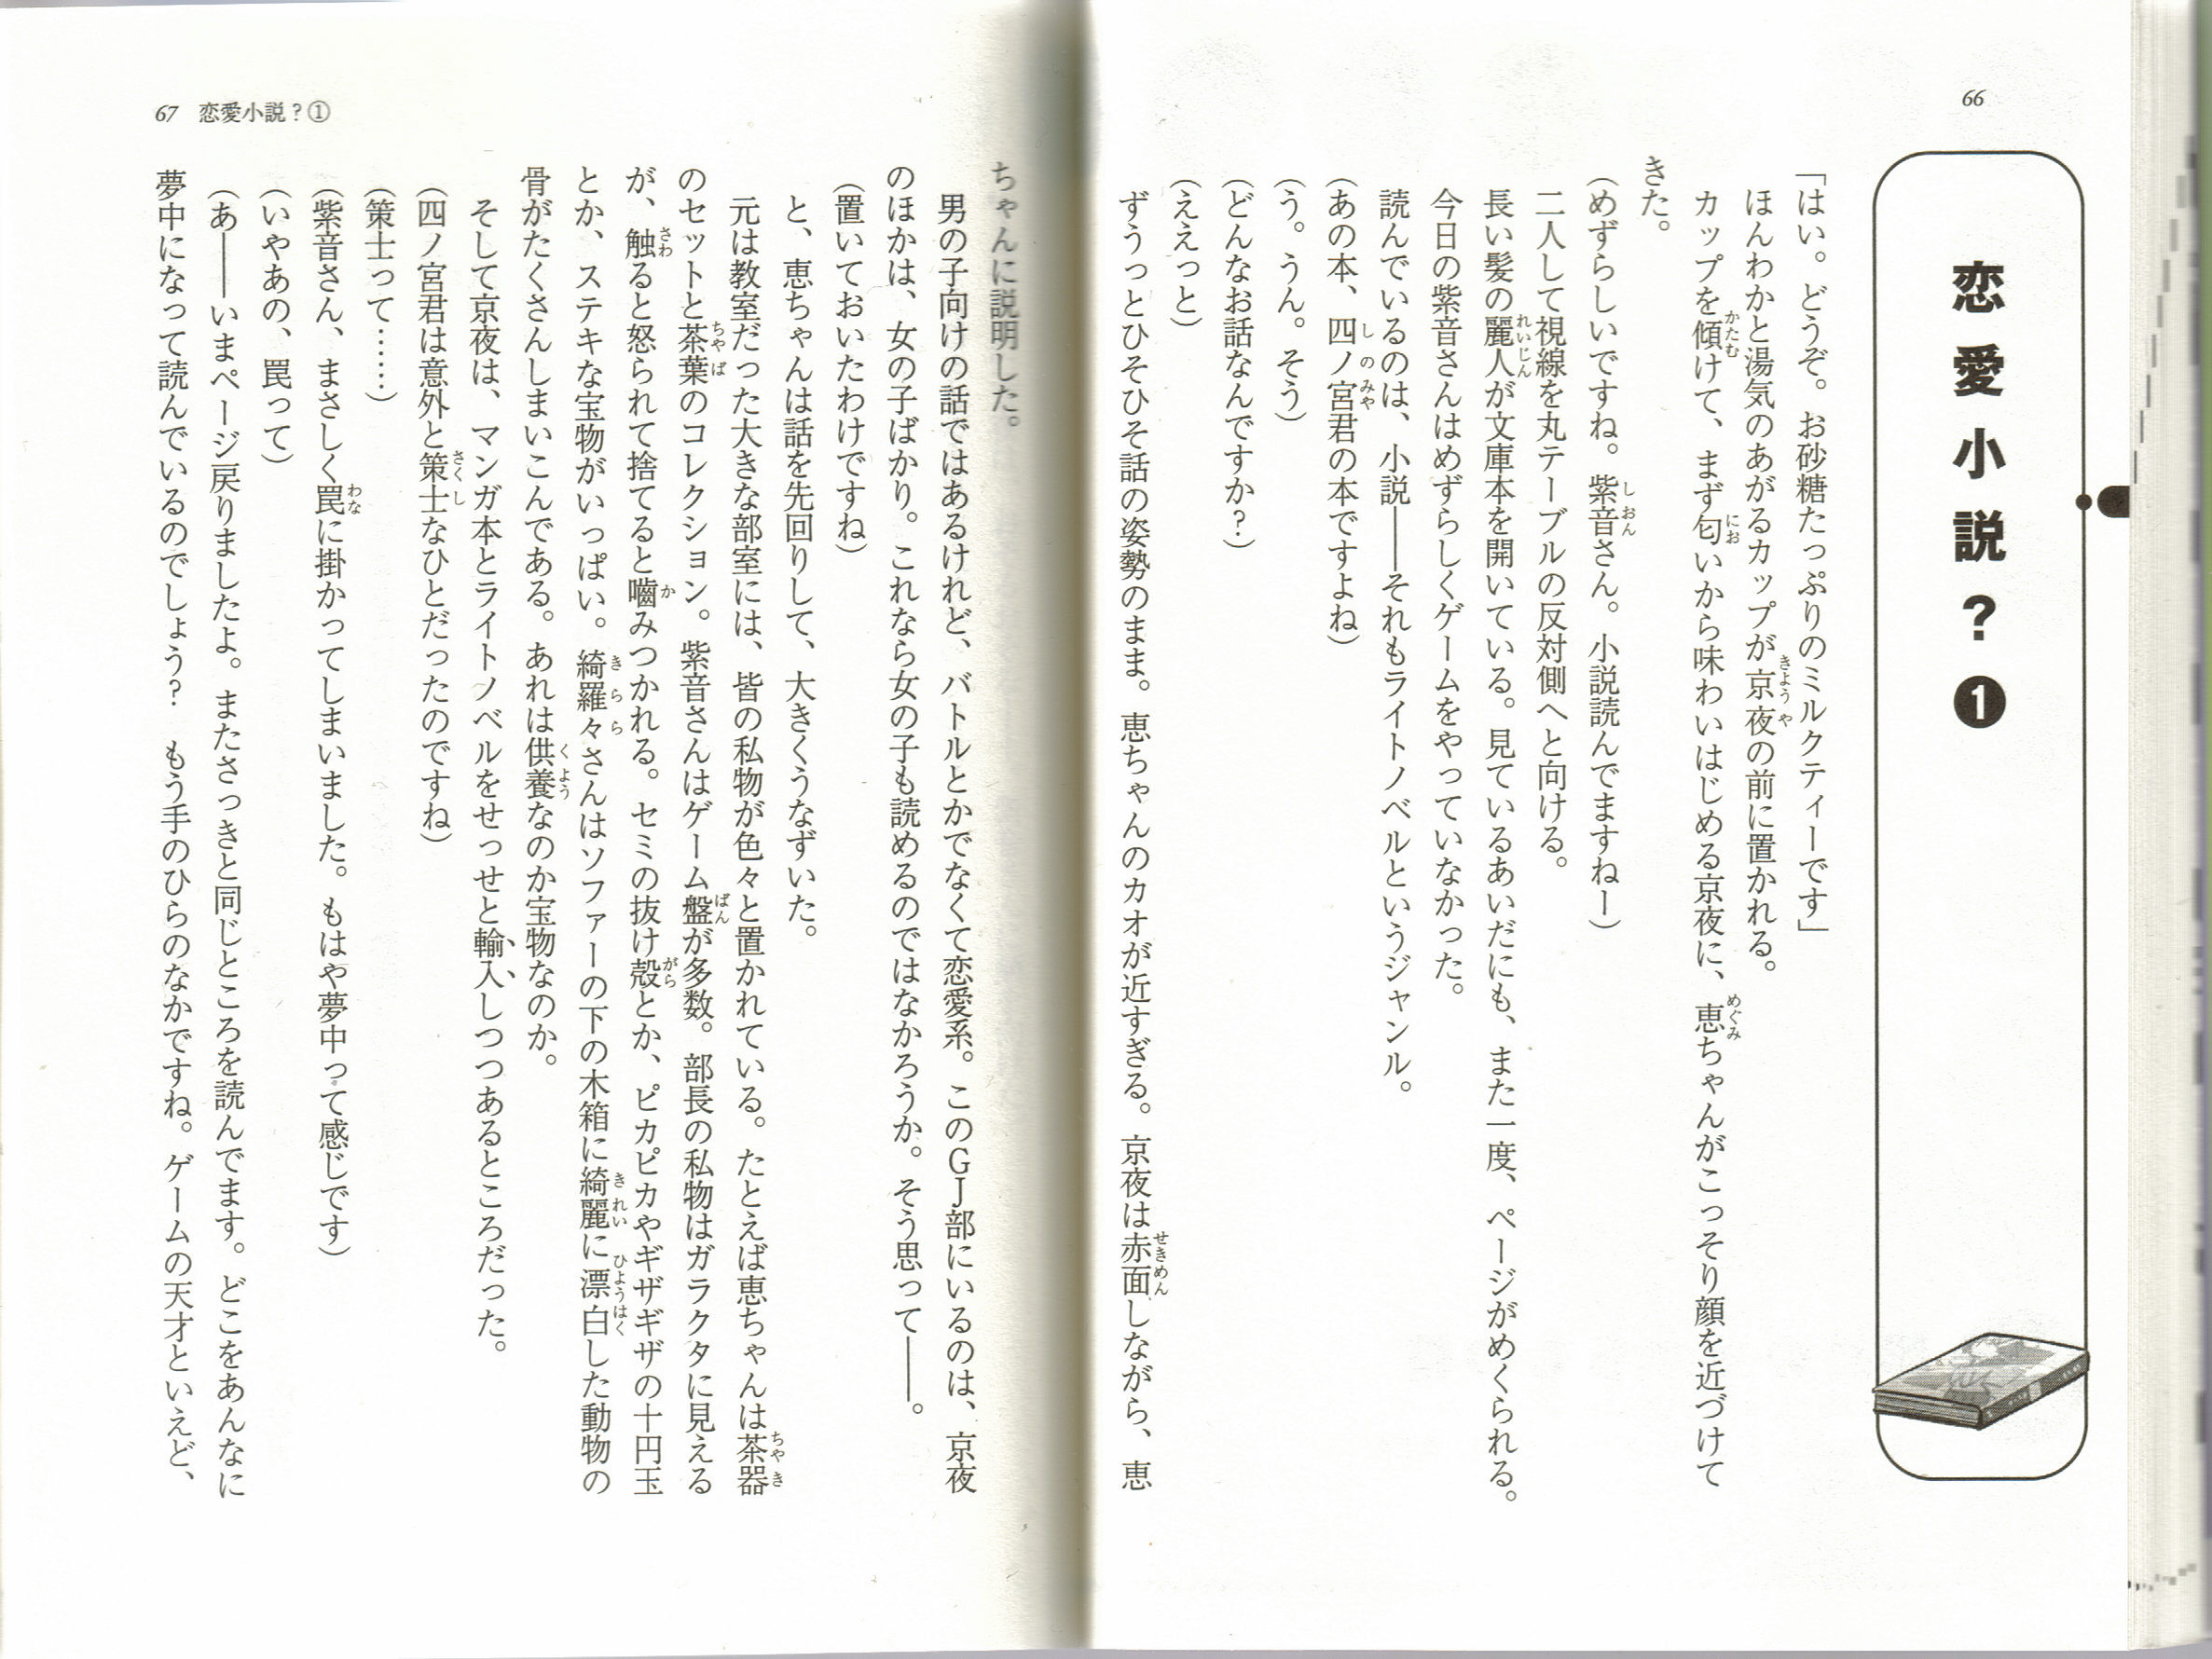 66
恋愛小説？❶
「はい。どうぞ。お砂糖たっぷりのミルクティーです」
ほんわかと湯気のあがるカップが京夜の前に置かれる。
カップを傾けて、まず匂いから味わいはじめる京夜に、恵ちゃんがこっそり顔を近づけて
きた。
（めずらしいですね。紫音さん。小説読んでますねー）
二人して視線を丸テーブルの反対側へと向ける。
長い髪の麗人が文庫本を開いている。見ているあいだにも、また一度、ページがめくられる。
今日の紫音さんはめずらしくゲームをやっていなかった。
読んでいるのは、小説――それもライトノベルというジャンル。
（あの本、四ノ宮君の本ですよね）
（う。うん。そう）
（どんなお話なんですか？）
（ええっと）
ずうっとひそひそ話の姿勢のまま。恵ちゃんのカオが近すぎる。京夜は赤面しながら、恵
ちゃんに説明した。
男の子向けの話ではあるけれど、バトルとかでなくて恋愛系。このＧＪ部にいるのは、京夜
のほかは、女の子ばかり。これなら女の子も読めるのではなかろうか。そう思って――。
（置いておいたわけですね）
と、恵ちゃんは話を先回りして、大きくうなずいた。
元は教室だった大きな部室には、皆の私物が色々と置かれている。たとえば恵ちゃんは茶器
のセットと茶葉のコレクション。紫音さんはゲーム盤が多数。部長の私物はガラクタに見える
が、触ると怒られて捨てると嚙みつかれる。セミの抜け殻とか、ピカピカやギザギザの十円玉
とか、ステキな宝物がいっぱい。綺羅々さんはソファーの下の木箱に綺麗に漂白した動物の
骨がたくさんしまいこんである。あれは供養なのか宝物なのか。
そして京夜は、マンガ本とライトノベルをせっせと輸入しつつあるところだった。
（四ノ宮君は意外と策士なひとだったのですね）
（策士って……）
（紫音さん、まさしく罠に掛かってしまいました。もはや夢中って感じです）
（いやあの、罠って）
（あ――いまページ戻りましたよ。またさっきと同じところを読んでます。どこをあんなに
夢中になって読んでいるのでしょう？　もう手のひらのなかですね。ゲームの天才といえど、
67　恋愛小説？①